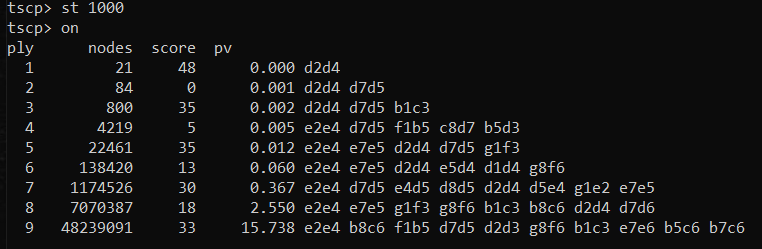 tscp> st 1000
tscp> on
ply nodes score pv
1 21 48 0.000 d2d4
2 84 0 0.001 d2d4 d7d5
3 800 35 0.002 d2d4 d7d5 b1c3
4 4219 5 0.005 e2e4 d7d5 f1b5 c8d7 b5d3
5 22461 35 0.012 e2e4 e7e5 d2d4 d7d5 g1f3
6 138420 13 0.060 e2e4 e7e5 d2d4 e5d4 d1d4 g8f6
7 1174526 30 0.367 e2e4 d7d5 e4d5 d8d5 d2d4 d5e4 g1e2 e7e5
8 7070387 18 2.550 e2e4 e7e5 g1f3 g8f6 b1c3 b8c6 d2d4 d7d6
9 48239091 33 15.738 e2e4 b8c6 f1b5 d7d5 d2d3 g8f6 b1c3 e7e6 b5c6 b7c6